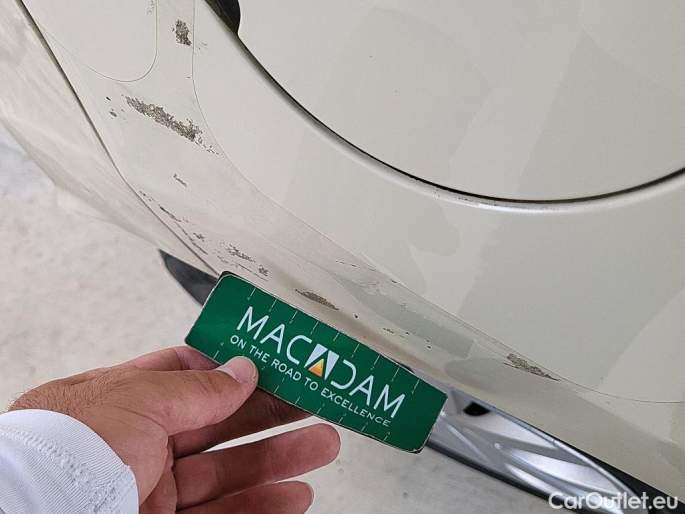 MACADAM
ON THE ROAD TO EXCELLENCE
CarOutlet.eu